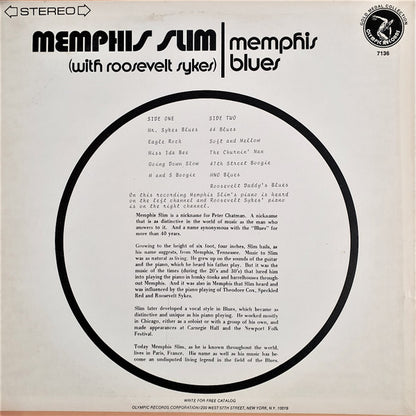 STEREO
MEMPHIS SLIM
(with roosevelt sykes)
memphis
blues
GOLD MEDAL COLLECTION
OLYMPIC RECORDS
7136
SIDE ONE
Mr. Sykes Blues
Eagle Rock
Miss Ida Bea
Going Down Slow
M and S Boogie
SIDE TWO
44 Blues
Soft and Mellow
The Churnin' Man
47th Street Boogie
HNC Blues
Roosevelt Daddy's Blues
On this recording Memphis Slim's piano is heard
on the left channel and Roosevelt Sykes' piano
is on the right channel.
Memphis Slim is a nickname for Peter Chatman. A nickname
that is as distinctive in the world of music as the man who
answers to it. And a name synonymous with the "Blues" for
more than 40 years.
Growing to the height of six foot, four inches, Slim hails, as
his name suggests, from Memphis, Tennessee. Music to Slim
was as natural as living. He grew up on the sounds of the guitar
and the piano, which he heard his father play. But it was the
music of the times (during the 20's and 30's) that turned him
into playing the piano in honky-tonks and barrelhouses through-
out Memphis. And it was also in Memphis that Slim heard and
was influenced by the piano playing of Theodore Cox, Speckled
Red and Roosevelt Sykes.
Slim later developed a vocal style in Blues, which became as
distinctive and unique as his piano playing. He worked mostly
in Chicago, either as a soloist or with a group of his own, and
made appearances at Carnegie Hall and the Newport Folk
Festival.
Today Memphis Slim, as he is known throughout the world,
lives in Paris, France. His name as well as his music has be-
come an undisputed living legend in the field of the Blues.
WRITE FOR FREE CATALOG
OLYMPIC RECORDS CORPORATION/200 WEST 57TH STREET, NEW YORK, N.Y. 10019